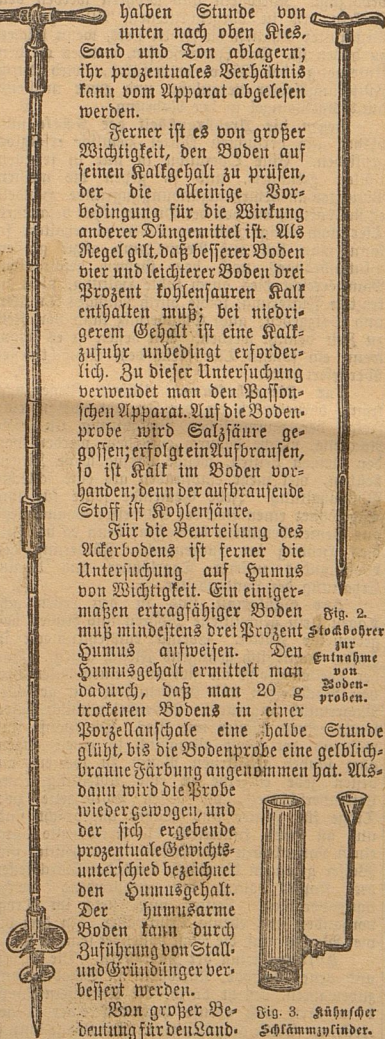 halben Stunde von
unten nach oben Kies,
Sand und Ton ablagern;
ihr prozentuales Verhältnis
kann vom Apparat abgelesen
werden.
Ferner ist es von großer
Wichtigkeit, den Boden auf
seinen Kalkgehalt zu prüfen,
der die alleinige Vor-
bedingung für die Wirkung
anderer Düngemittel ist. Als
Regel gilt, daß besserer Boden
vier und leichterer Boden drei
Prozent kohlensauren Kalk
enthalten muß; bei niedri-
gerem Gehalt ist eine Kalk-
zufuhr unbedingt erforder-
lich. Zu dieser Untersuchung
verwendet man den Passon-
schen Apparat. Auf die Boden-
probe wird Salzsäure ge-
gossen; erfolgt ein Aufbrausen,
so ist Kalk im Boden vor-
handen; denn der aufbrausende
Stoff ist Kohlensäure.
Für die Beurteilung des
Ackerbodens ist ferner die
Untersuchung auf Humus
von Wichtigkeit. Ein einiger-
maßen ertragsfähiger Boden
muß mindestens drei Prozent
Humus aufweisen. Den
Humusgehalt ermittelt man
dadurch, daß man 20 g
trockenen Bodens in einer
Porzellanschale eine halbe Stunde
glüht, bis die Bodenprobe eine gelblich-
braune Färbung angenommen hat. Als-
dann wird die Probe
wieder gewogen, und
der sich ergebende
prozentuale Gewichts-
unterschied bezeichnet
den Humusgehalt.
Der humusarme
Boden kann durch
Zuführung von Stall-
und Gründünger ver-
bessert werden.
Von großer Be-
deutung für den Land-
Fig. 2.
Stockbohrer
zur
Entnahme
von
Boden-
proben.
Fig. 3. Kühnscher
Schlämmzylinder.